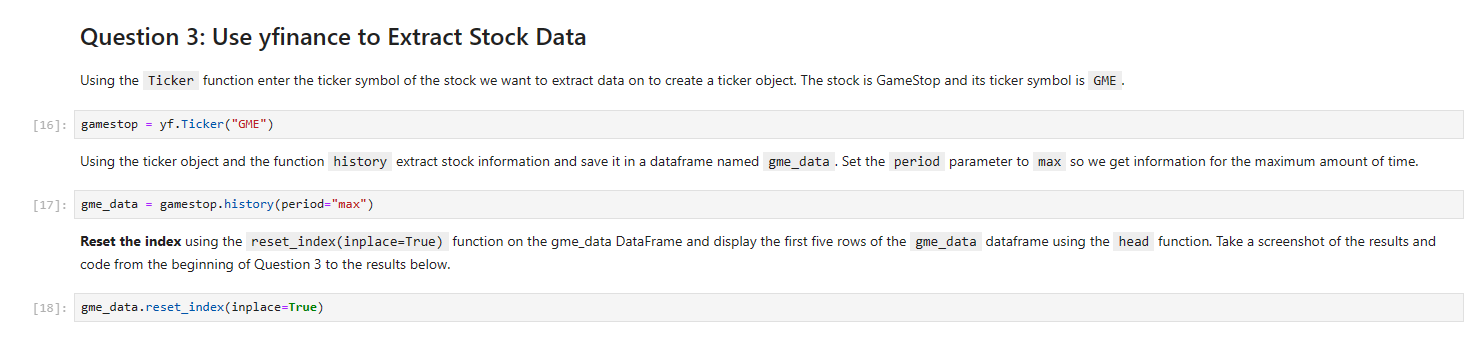 Question 3: Use yfinance to Extract Stock Data
Using the Ticker function enter the ticker symbol of the stock we want to extract data on to create a ticker object. The stock is GameStop and its ticker symbol is GME.
[16]: gamestop = yf.Ticker("GME")
Using the ticker object and the function history extract stock information and save it in a dataframe named gme_data. Set the period parameter to max so we get information for the maximum amount of time.
[17]: gme_data = gamestop.history(period="max")
Reset the index using the reset_index(inplace=True) function on the gme_data DataFrame and display the first five rows of the gme_data dataframe using the head function. Take a screenshot of the results and
code from the beginning of Question 3 to the results below.
[18]: gme_data.reset_index(inplace=True)